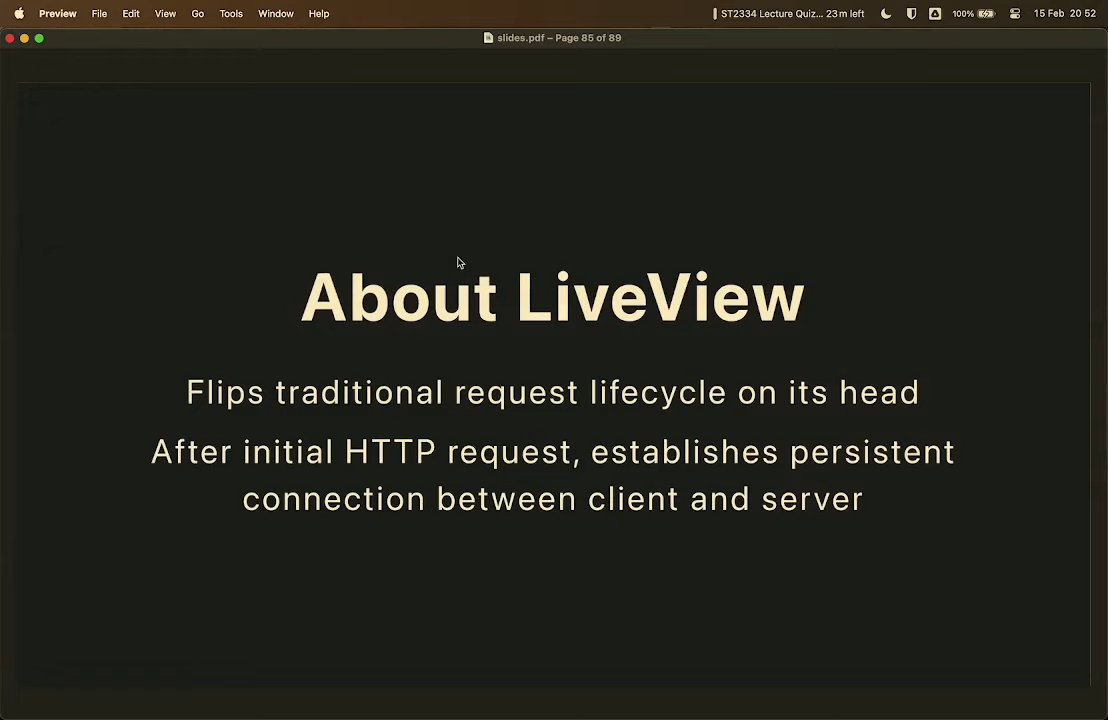 Preview File Edit View Go Tools Window Help ST2334 Lecture Quiz... 23m left 100% 15 Feb 20 52
slides.pdf – Page 85 of 89
About LiveView
Flips traditional request lifecycle on its head
After initial HTTP request, establishes persistent
connection between client and server